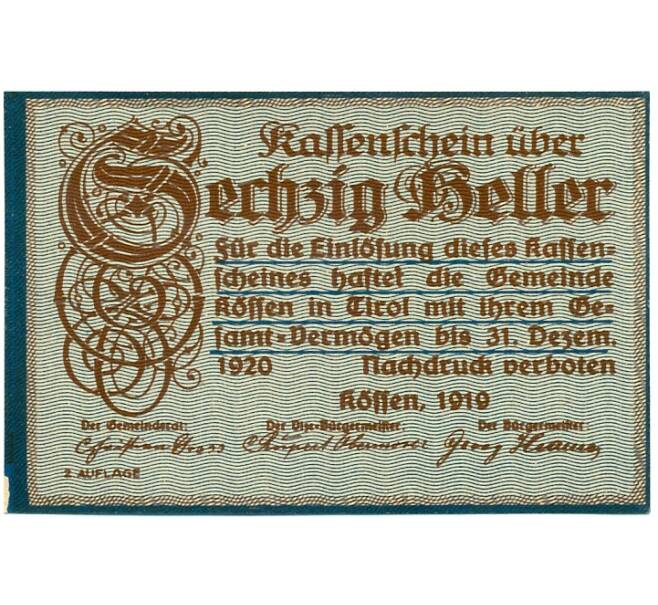 Kassenschein über
Sechzig Heller
Für die Einlösung dieses Kassen-
scheines haftet die Gemeinde
Kössen in Tirol mit ihrem Ge-
samt-Vermögen bis 31. Dezem.
1920 Nachdruck verboten
Kössen, 1919
Der Gemeinderat: Der Vize-Bürgermeister: Der Bürgermeister:
Christian Georg
2. AUFLAGE